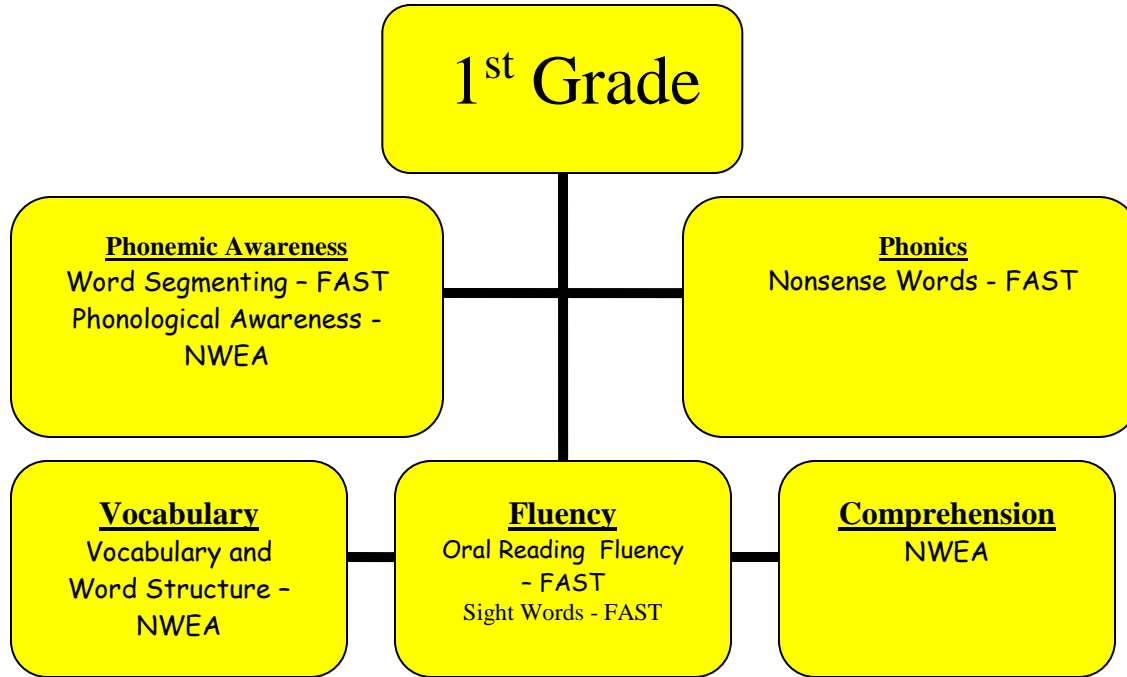 1st Grade
Phonemic Awareness
Word Segmenting – FAST
Phonological Awareness -
NWEA
Phonics
Nonsense Words - FAST
Vocabulary
Vocabulary and
Word Structure –
NWEA
Fluency
Oral Reading Fluency
– FAST
Sight Words - FAST
Comprehension
NWEA